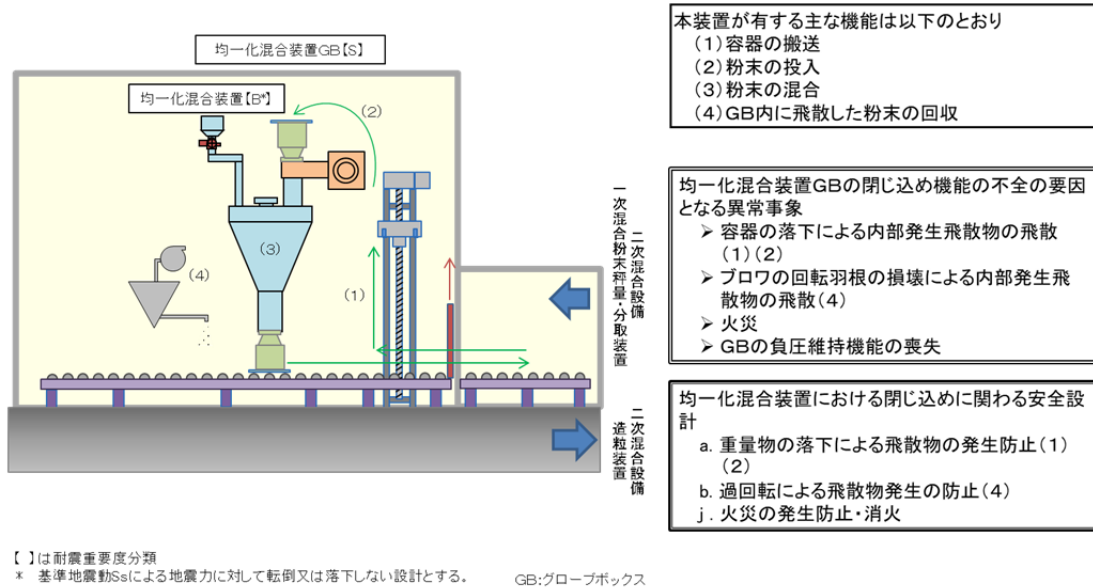 均一化混合装置GB【S】
均一化混合装置【B*】
(2)
(3)
(4)
(1)
二次混合設備
一次混合粉末秤量・分取装置
二次混合設備
造粒装置
【 】は耐震重要度分類
* 基準地震動Ssによる地震力に対して転倒又は落下しない設計とする。
GB:グローブボックス
本装置が有する主な機能は以下のとおり
(1)容器の搬送
(2)粉末の投入
(3)粉末の混合
(4)GB内に飛散した粉末の回収
均一化混合装置GBの閉じ込め機能の不全の要因
となる異常事象
➢ 容器の落下による内部発生飛散物の飛散
(1)(2)
➢ ブロワの回転羽根の損壊による内部発生飛
散物の飛散(4)
➢ 火災
➢ GBの負圧維持機能の喪失
均一化混合装置における閉じ込めに関わる安全設
計
a. 重量物の落下による飛散物の発生防止(1)
(2)
b. 過回転による飛散物発生の防止(4)
j. 火災の発生防止・消火